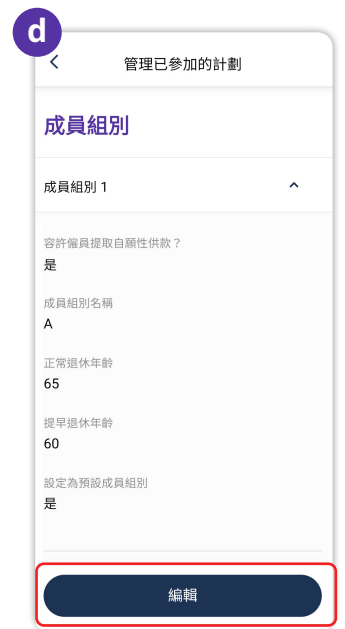 d
管理已參加的計劃
成員組別
成員組別 1
容許僱員提取自願性供款？
是
成員組別名稱
A
正常退休年齡
65
提早退休年齡
60
設定為預設成員組別
是
編輯